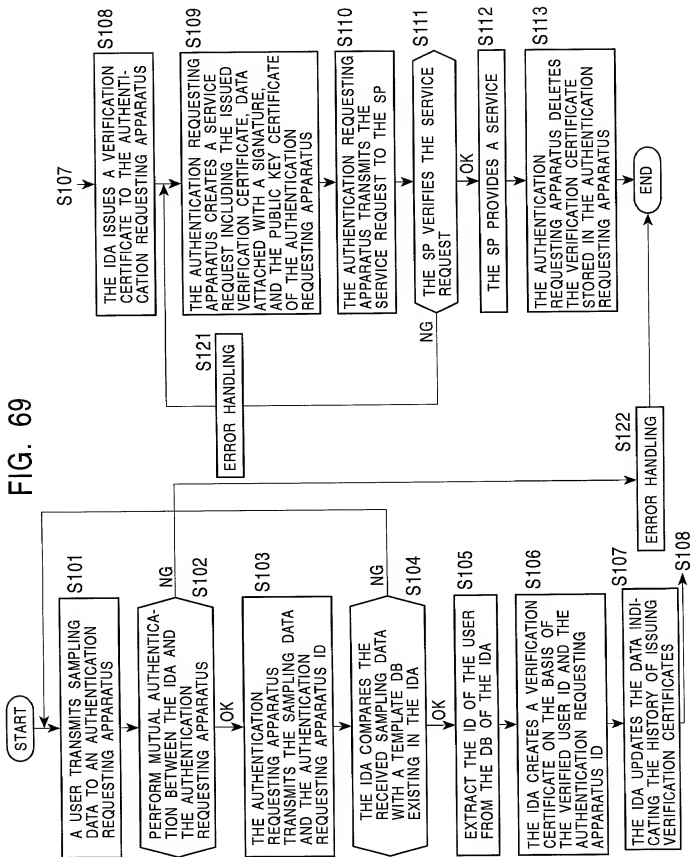 FIG. 69
START
S101
A USER TRANSMITS SAMPLING
DATA TO AN AUTHENTICATION
REQUESTING APPARATUS
S102
PERFORM MUTUAL AUTHENTICA-
TION BETWEEN THE IDA AND
THE AUTHENTICATION
REQUESTING APPARATUS
NG
OK
S103
THE AUTHENTICATION
REQUESTING APPARATUS
TRANSMITS THE SAMPLING DATA
AND THE AUTHENTICATION
REQUESTING APPARATUS ID
S104
THE IDA COMPARES THE
RECEIVED SAMPLING DATA
WITH A TEMPLATE DB
EXISTING IN THE IDA
NG
OK
S105
EXTRACT THE ID OF THE USER
FROM THE DB OF THE IDA
S106
THE IDA CREATES A VERIFICATION
CERTIFICATE ON THE BASIS OF
THE VERIFIED USER ID AND THE
AUTHENTICATION REQUESTING
APPARATUS ID
S107
THE IDA UPDATES THE DATA INDI-
CATING THE HISTORY OF ISSUING
VERIFICATION CERTIFICATES
S108
S107
S108
THE IDA ISSUES A VERIFICATION
CERTIFICATE TO THE AUTHENTI-
CATION REQUESTING APPARATUS
S109
THE AUTHENTICATION REQUESTING
APPARATUS CREATES A SERVICE
REQUEST INCLUDING THE ISSUED
VERIFICATION CERTIFICATE, DATA
ATTACHED WITH A SIGNATURE,
AND THE PUBLIC KEY CERTIFICATE
OF THE AUTHENTICATION
REQUESTING APPARATUS
S110
THE AUTHENTICATION REQUESTING
APPARATUS TRANSMITS THE
SERVICE REQUEST TO THE SP
S111
THE SP VERIFIES THE SERVICE
REQUEST
NG
OK
S121
ERROR HANDLING
S112
THE SP PROVIDES A SERVICE
S113
THE AUTHENTICATION
REQUESTING APPARATUS DELETES
THE VERIFICATION CERTIFICATE
STORED IN THE AUTHENTICATION
REQUESTING APPARATUS
S122
ERROR HANDLING
END